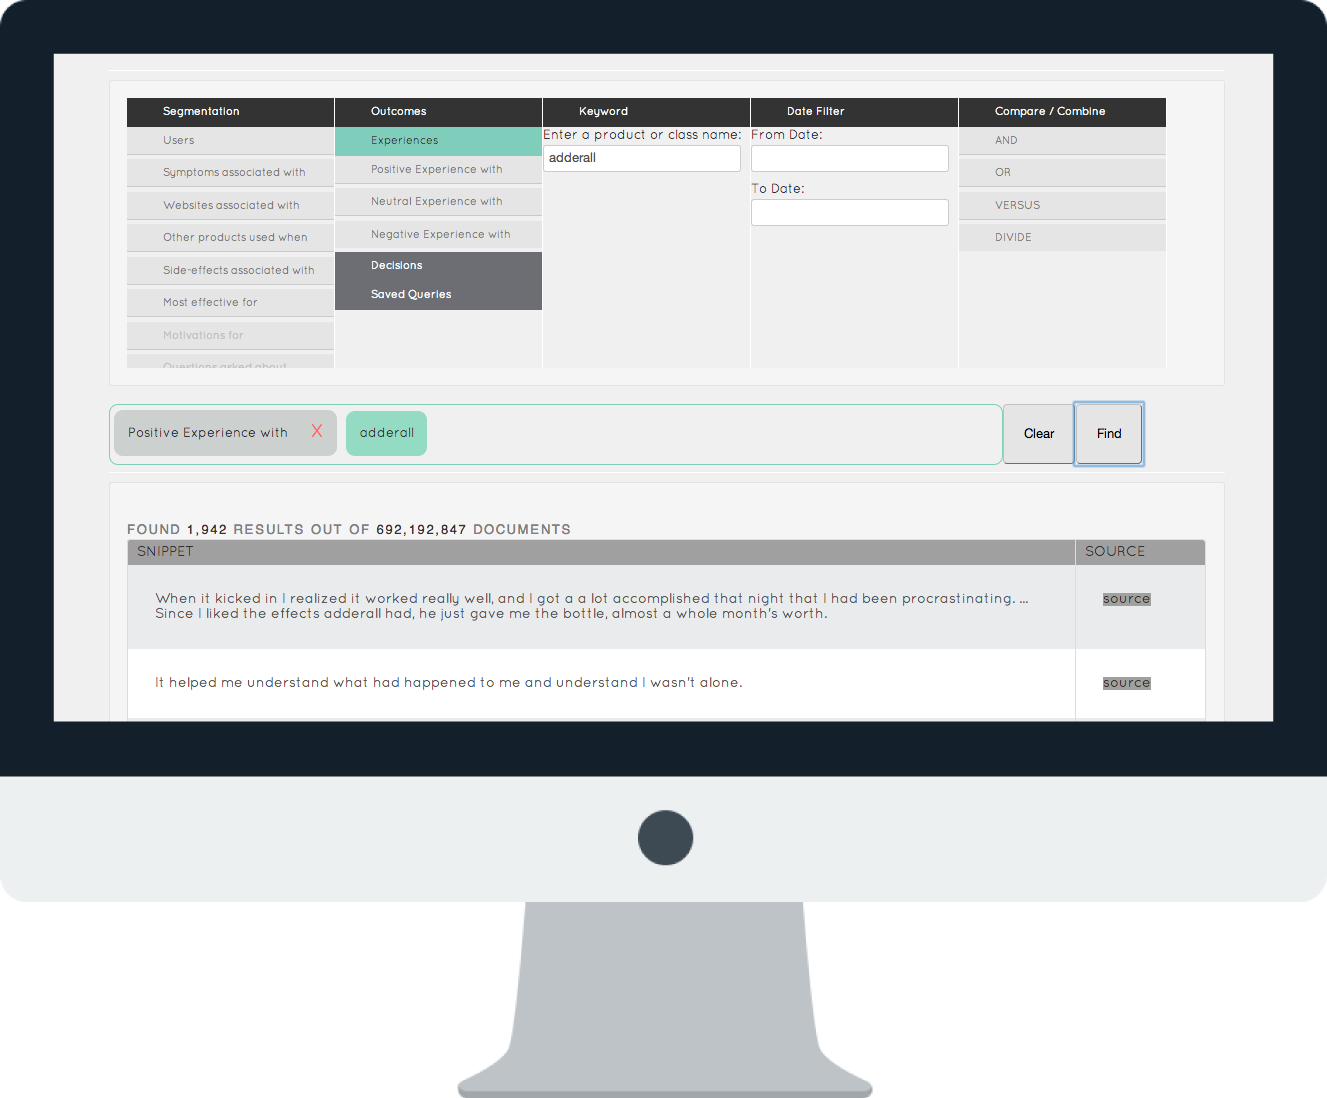 Segmentation
Users
Symptoms associated with
Websites associated with
Other products used when
Side-effects associated with
Most effective for
Motivations for
Questions asked about
Outcomes
Experiences
Positive Experience with
Neutral Experience with
Negative Experience with
Decisions
Saved Queries
Keyword
Enter a product or class name:
adderall
Date Filter
From Date:
To Date:
Compare / Combine
AND
OR
VERSUS
DIVIDE
Positive Experience with X adderall
Clear
Find
FOUND 1,942 RESULTS OUT OF 692,192,847 DOCUMENTS
SNIPPET SOURCE
When it kicked in I realized it worked really well, and I got a a lot accomplished that night that I had been procrastinating. ...
Since I liked the effects adderall had, he just gave me the bottle, almost a whole month's worth.
source
It helped me understand what had happened to me and understand I wasn't alone.
source